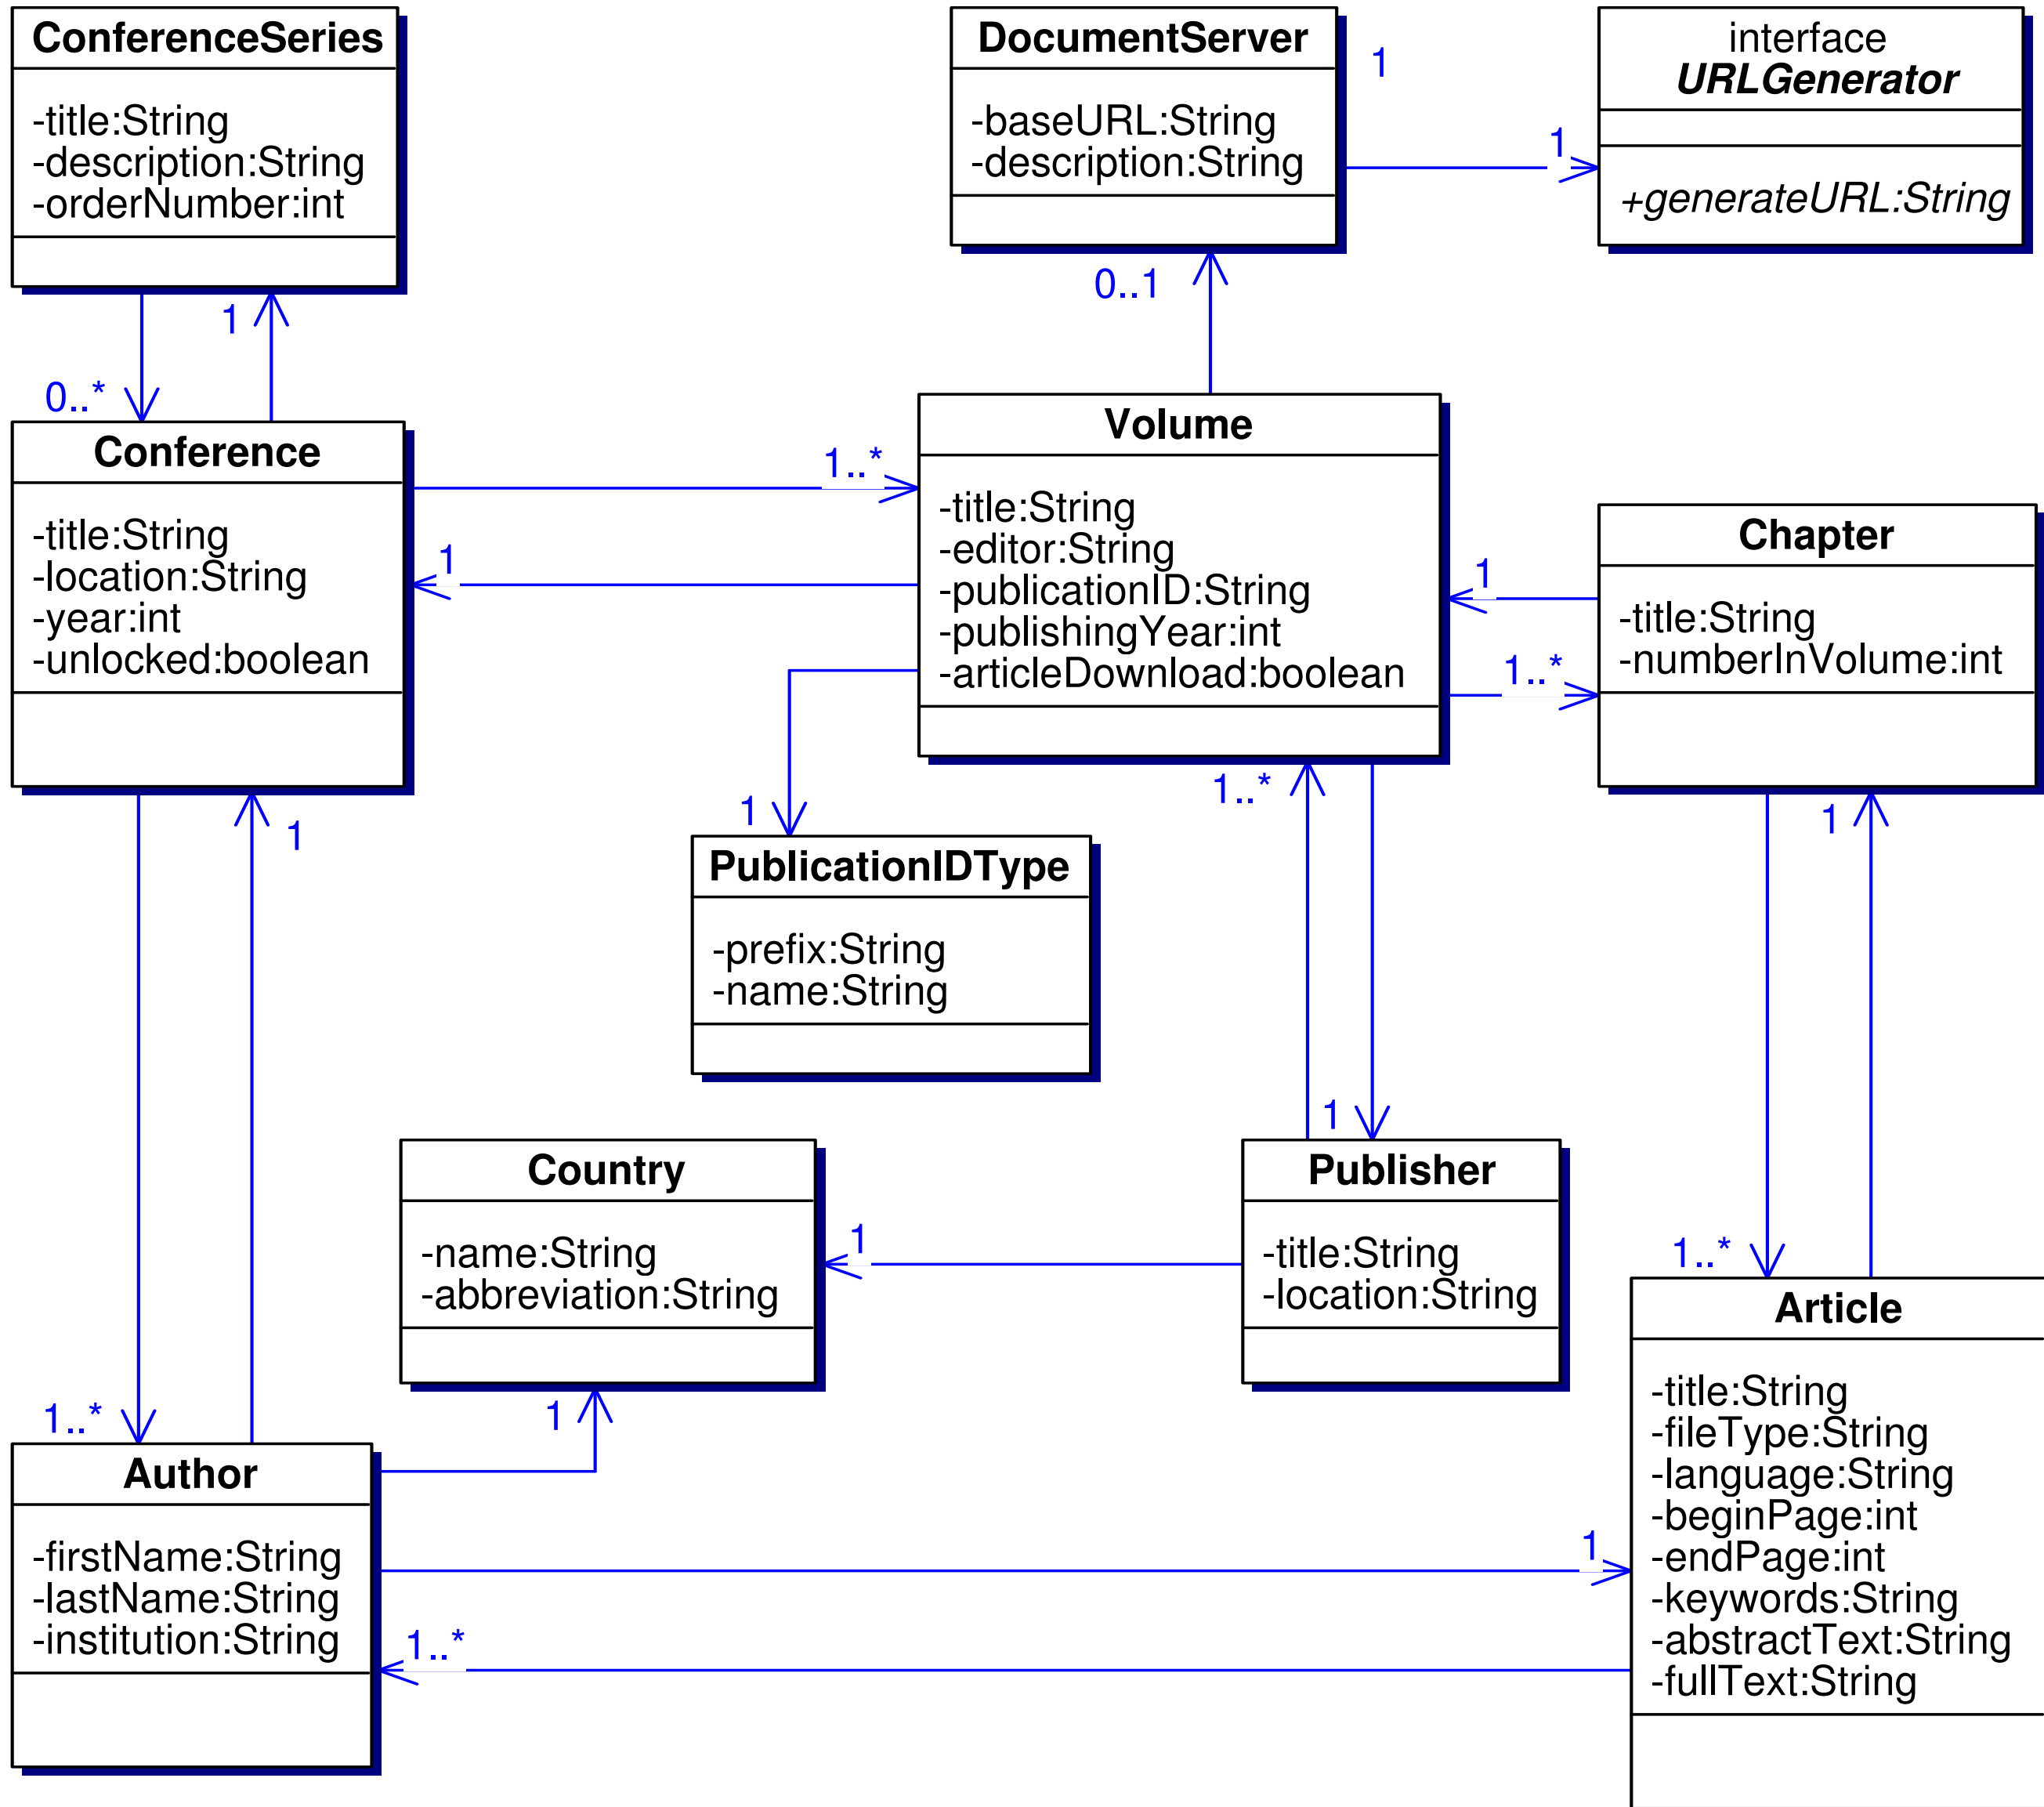 ConferenceSeries
-title:String
-description:String
-orderNumber:int
DocumentServer
-baseURL:String
-description:String
1
1
interface
URLGenerator
+generateURL:String
1
0..*
0..1
Conference
-title:String
-location:String
-year:int
-unlocked:boolean
1..*
1
Volume
-title:String
-editor:String
-publicationID:String
-publishingYear:int
-articleDownload:boolean
1
1..*
Chapter
-title:String
-numberInVolume:int
1
1
1..*
1
PublicationIDType
-prefix:String
-name:String
1
Country
-name:String
-abbreviation:String
1
Publisher
-title:String
-location:String
1..*
1..*
1
Author
-firstName:String
-lastName:String
-institution:String
1
1..*
Article
-title:String
-fileType:String
-language:String
-beginPage:int
-endPage:int
-keywords:String
-abstractText:String
-fullText:String